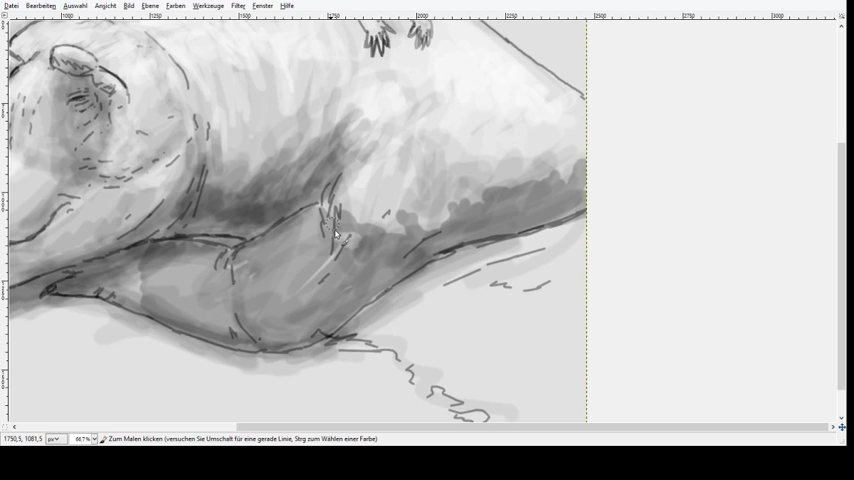 Datei Bearbeiten Auswahl Ansicht Bild Ebene Farben Werkzeuge Filter Fenster Hilfe
1000 1250 1500 1750 2000 2250 2500 2750 3000
1750,5, 1081,5 px 66,7% Zum Malen klicken (versuchen Sie Umschalt für eine gerade Linie, Strg zum Wählen einer Farbe)